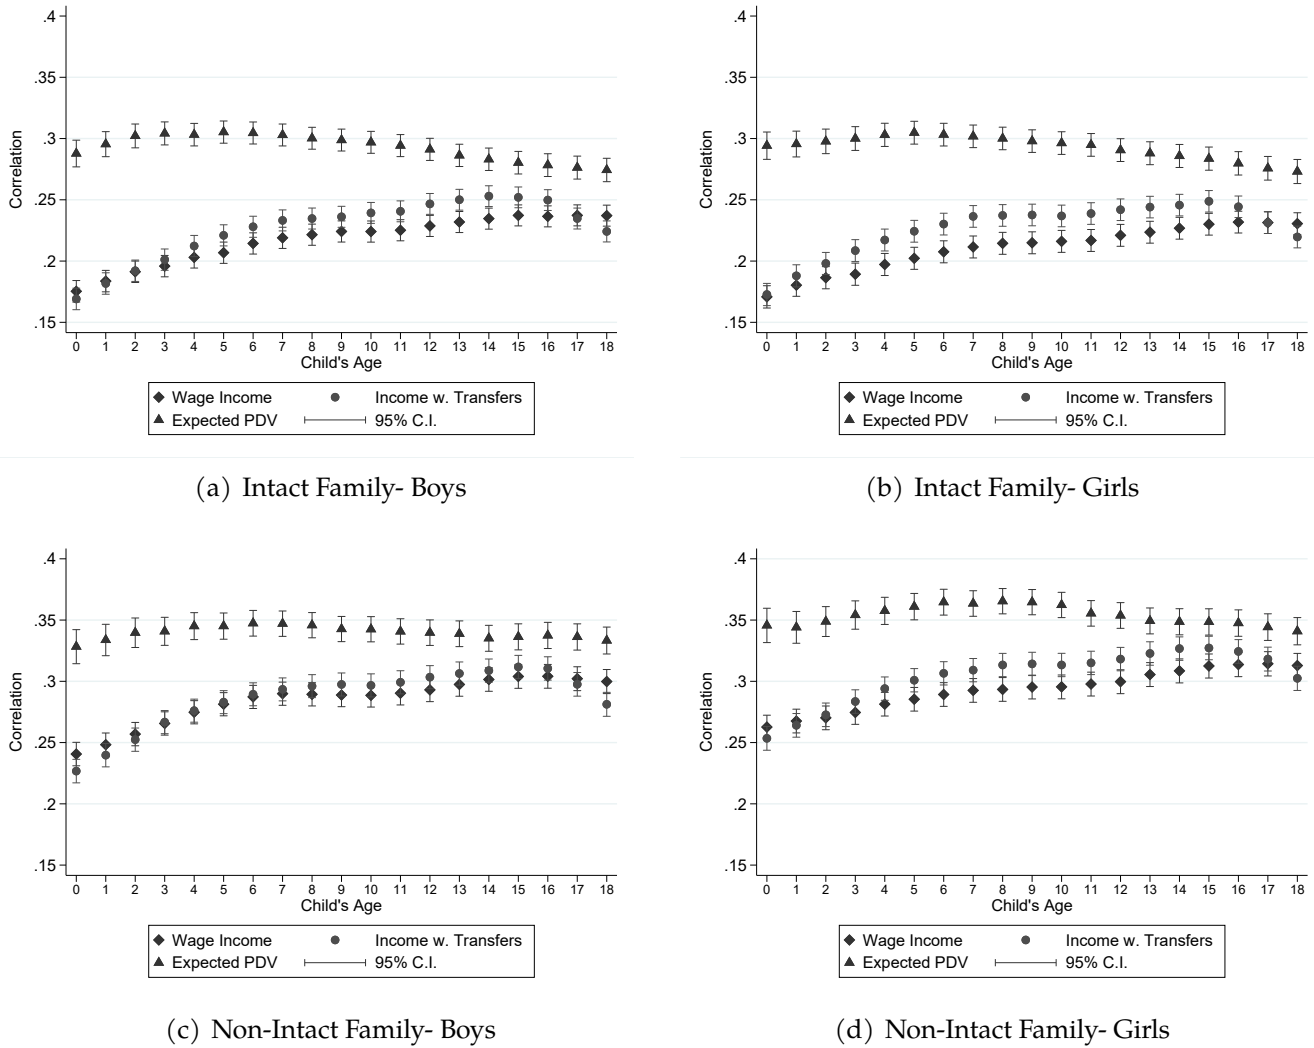 .4
.35
.3
.25
.2
.15
Correlation
0 1 2 3 4 5 6 7 8 9 10 11 12 13 14 15 16 17 18
Child's Age
Wage Income Income w. Transfers
Expected PDV 95% C.I.
(a) Intact Family- Boys
.4
.35
.3
.25
.2
.15
Correlation
0 1 2 3 4 5 6 7 8 9 10 11 12 13 14 15 16 17 18
Child's Age
Wage Income Income w. Transfers
Expected PDV 95% C.I.
(b) Intact Family- Girls
.4
.35
.3
.25
.2
.15
Correlation
0 1 2 3 4 5 6 7 8 9 10 11 12 13 14 15 16 17 18
Child's Age
Wage Income Income w. Transfers
Expected PDV 95% C.I.
(c) Non-Intact Family- Boys
.4
.35
.3
.25
.2
.15
Correlation
0 1 2 3 4 5 6 7 8 9 10 11 12 13 14 15 16 17 18
Child's Age
Wage Income Income w. Transfers
Expected PDV 95% C.I.
(d) Non-Intact Family- Girls